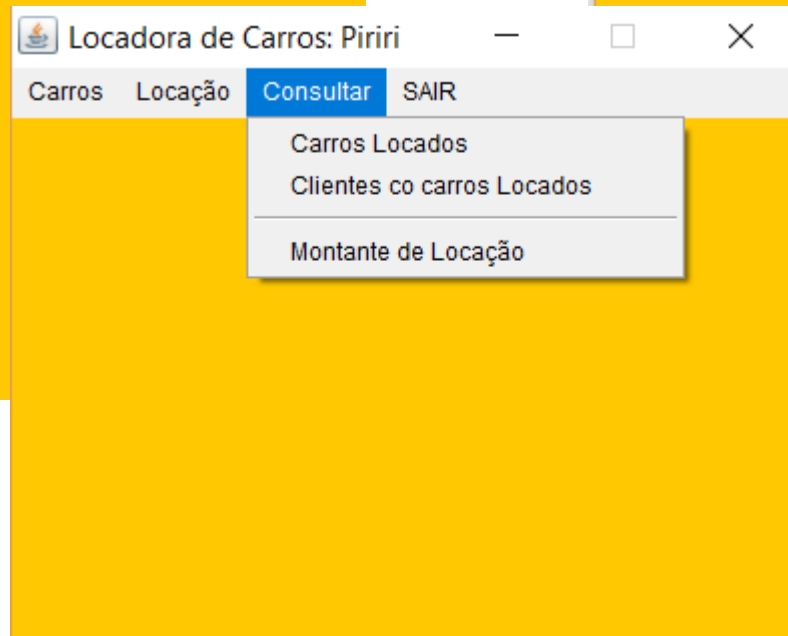 Locadora de Carros: Piriri
Carros Locação Consultar SAIR
Carros Locados
Clientes co carros Locados
Montante de Locação